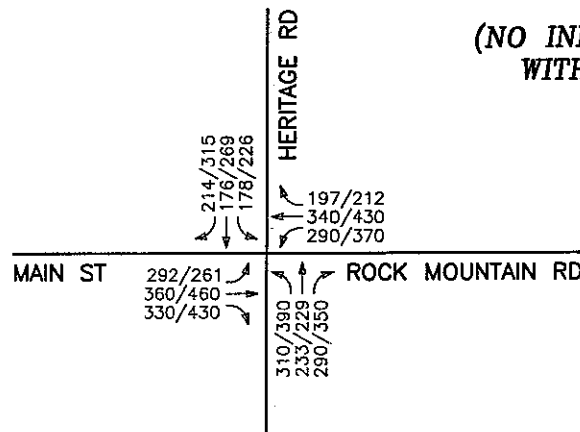 (NO IN
WITH
HERITAGE RD
214/315
176/269
178/226
197/212
340/430
290/370
MAIN ST
ROCK MOUNTAIN RD
292/261
360/460
330/430
310/390
233/229
290/350